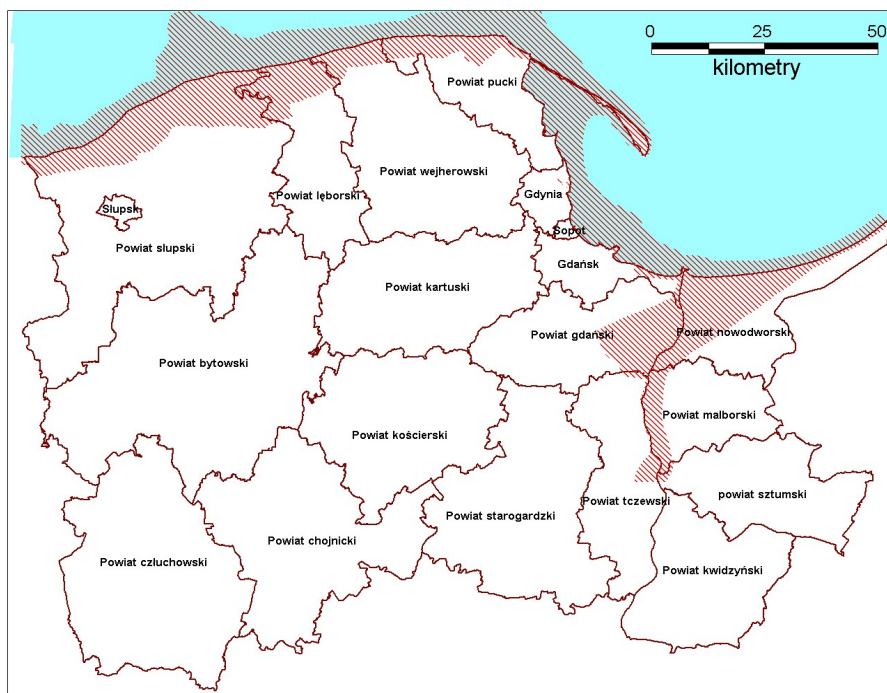 0 25 50
kilometry
Powiat pucki
Powiat wejherowski
Powiat lęborski
Gdynia
Słupsk
Sopot
Powiat slupski
Gdańsk
Powiat kartuski
Powiat gdański
Powiat nowodworski
Powiat bytowski
Powiat malborski
Powiat kościerski
powiat sztumski
Powiat tczewski
Powiat starogardzki
Powiat chojnicki
Powiat człuchowski
Powiat kwidzyński